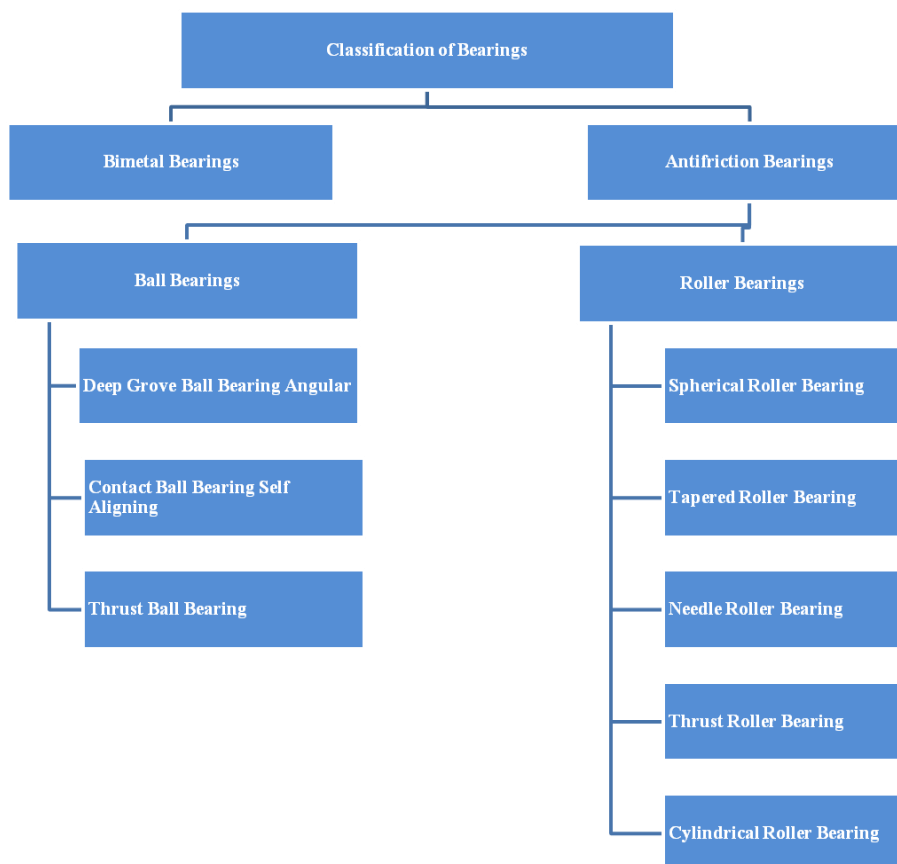 Classification of Bearings
Bimetal Bearings
Antifriction Bearings
Ball Bearings
Roller Bearings
Deep Grove Ball Bearing Angular
Contact Ball Bearing Self
Aligning
Thrust Ball Bearing
Spherical Roller Bearing
Tapered Roller Bearing
Needle Roller Bearing
Thrust Roller Bearing
Cylindrical Roller Bearing